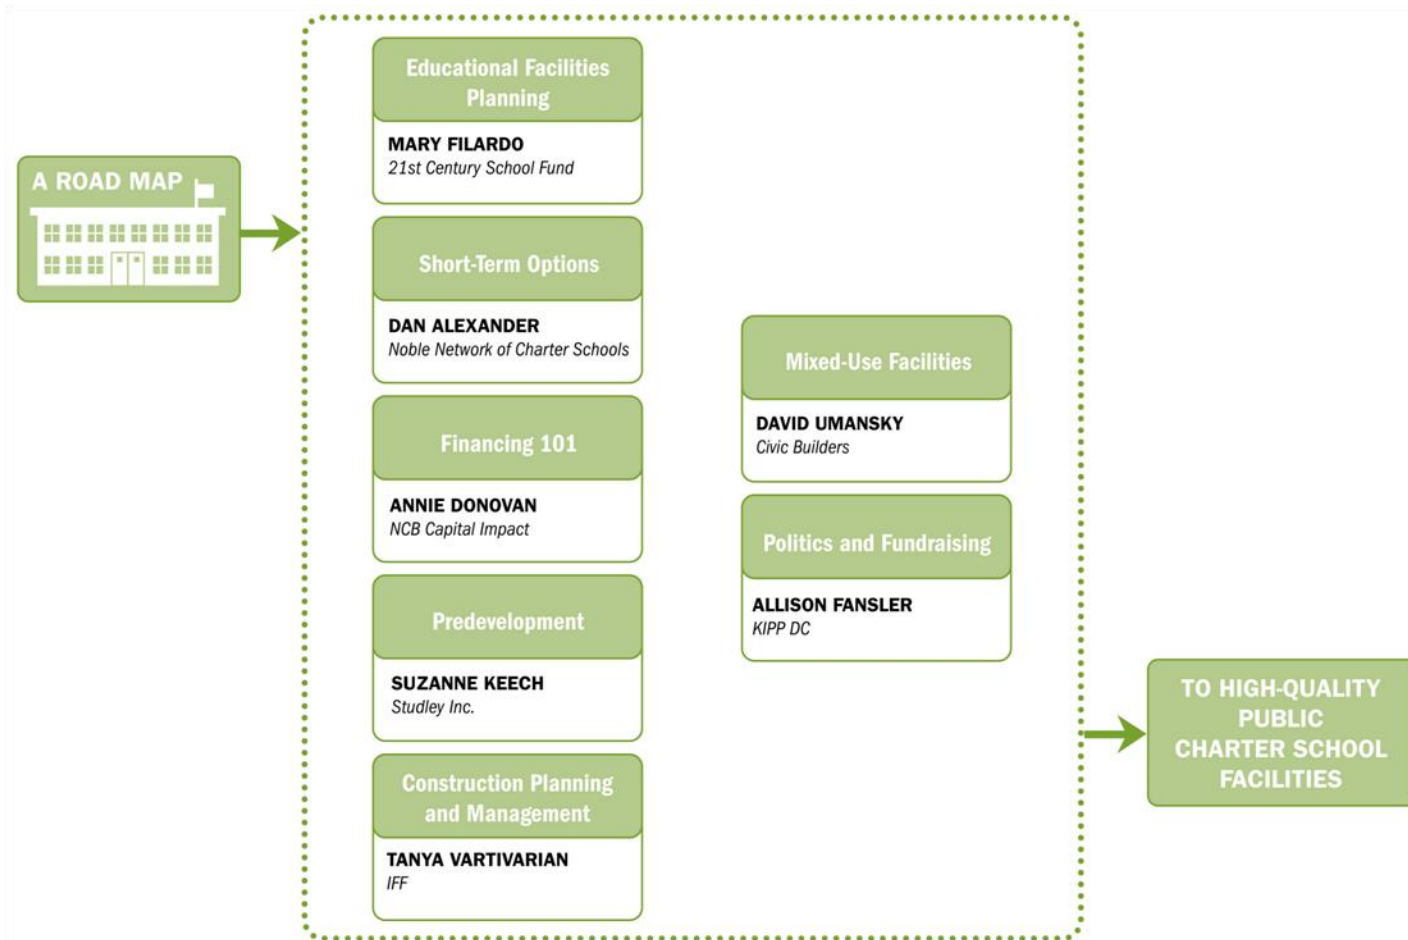 A ROAD MAP
Educational Facilities
Planning
MARY FILARDO
21st Century School Fund
Short-Term Options
DAN ALEXANDER
Noble Network of Charter Schools
Financing 101
ANNIE DONOVAN
NCB Capital Impact
Predevelopment
SUZANNE KEECH
Studley Inc.
Construction Planning
and Management
TANYA VARTIVARIAN
IFF
Mixed-Use Facilities
DAVID UMANSKY
Civic Builders
Politics and Fundraising
ALLISON FANSLER
KIPP DC
TO HIGH-QUALITY
PUBLIC
CHARTER SCHOOL
FACILITIES